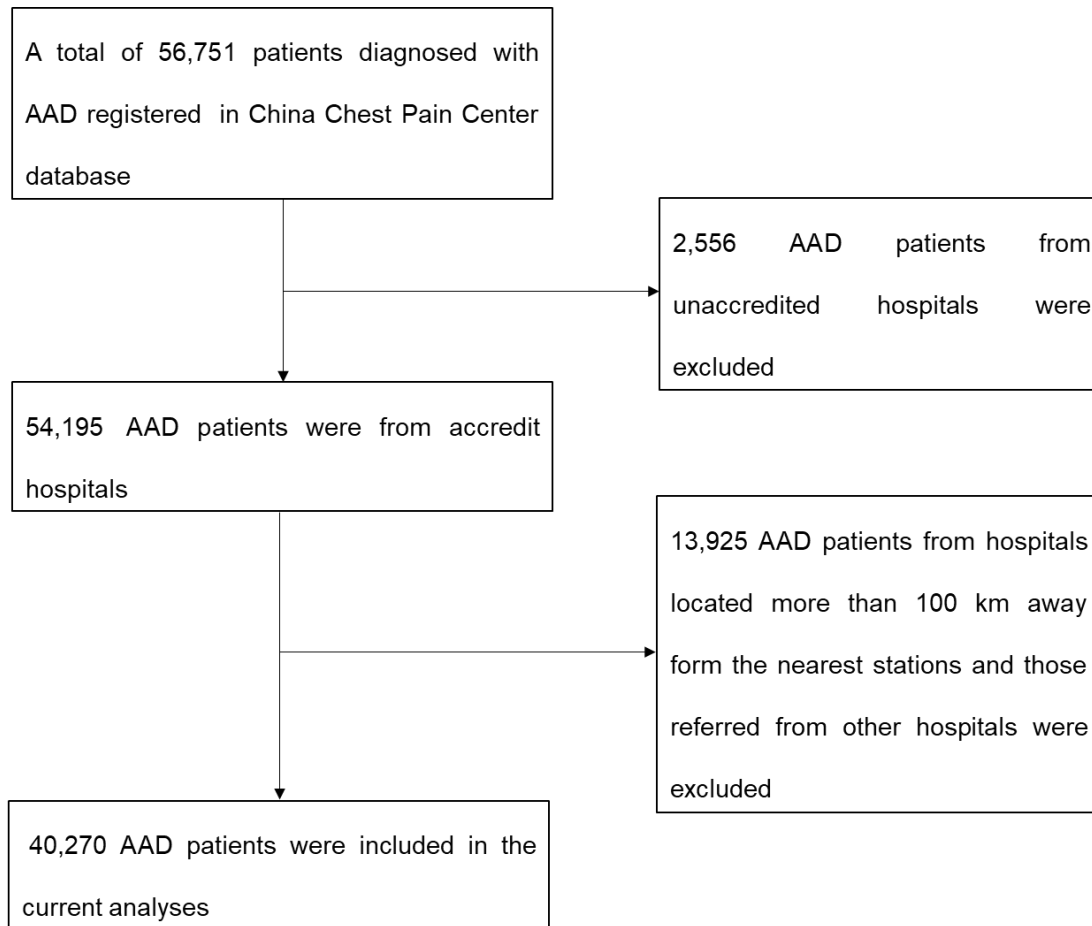 A total of 56,751 patients diagnosed with
AAD registered in China Chest Pain Center
database
2,556 AAD patients from
unaccredited hospitals were
excluded
54,195 AAD patients were from accredit
hospitals
13,925 AAD patients from hospitals
located more than 100 km away
form the nearest stations and those
referred from other hospitals were
excluded
40,270 AAD patients were included in the
current analyses